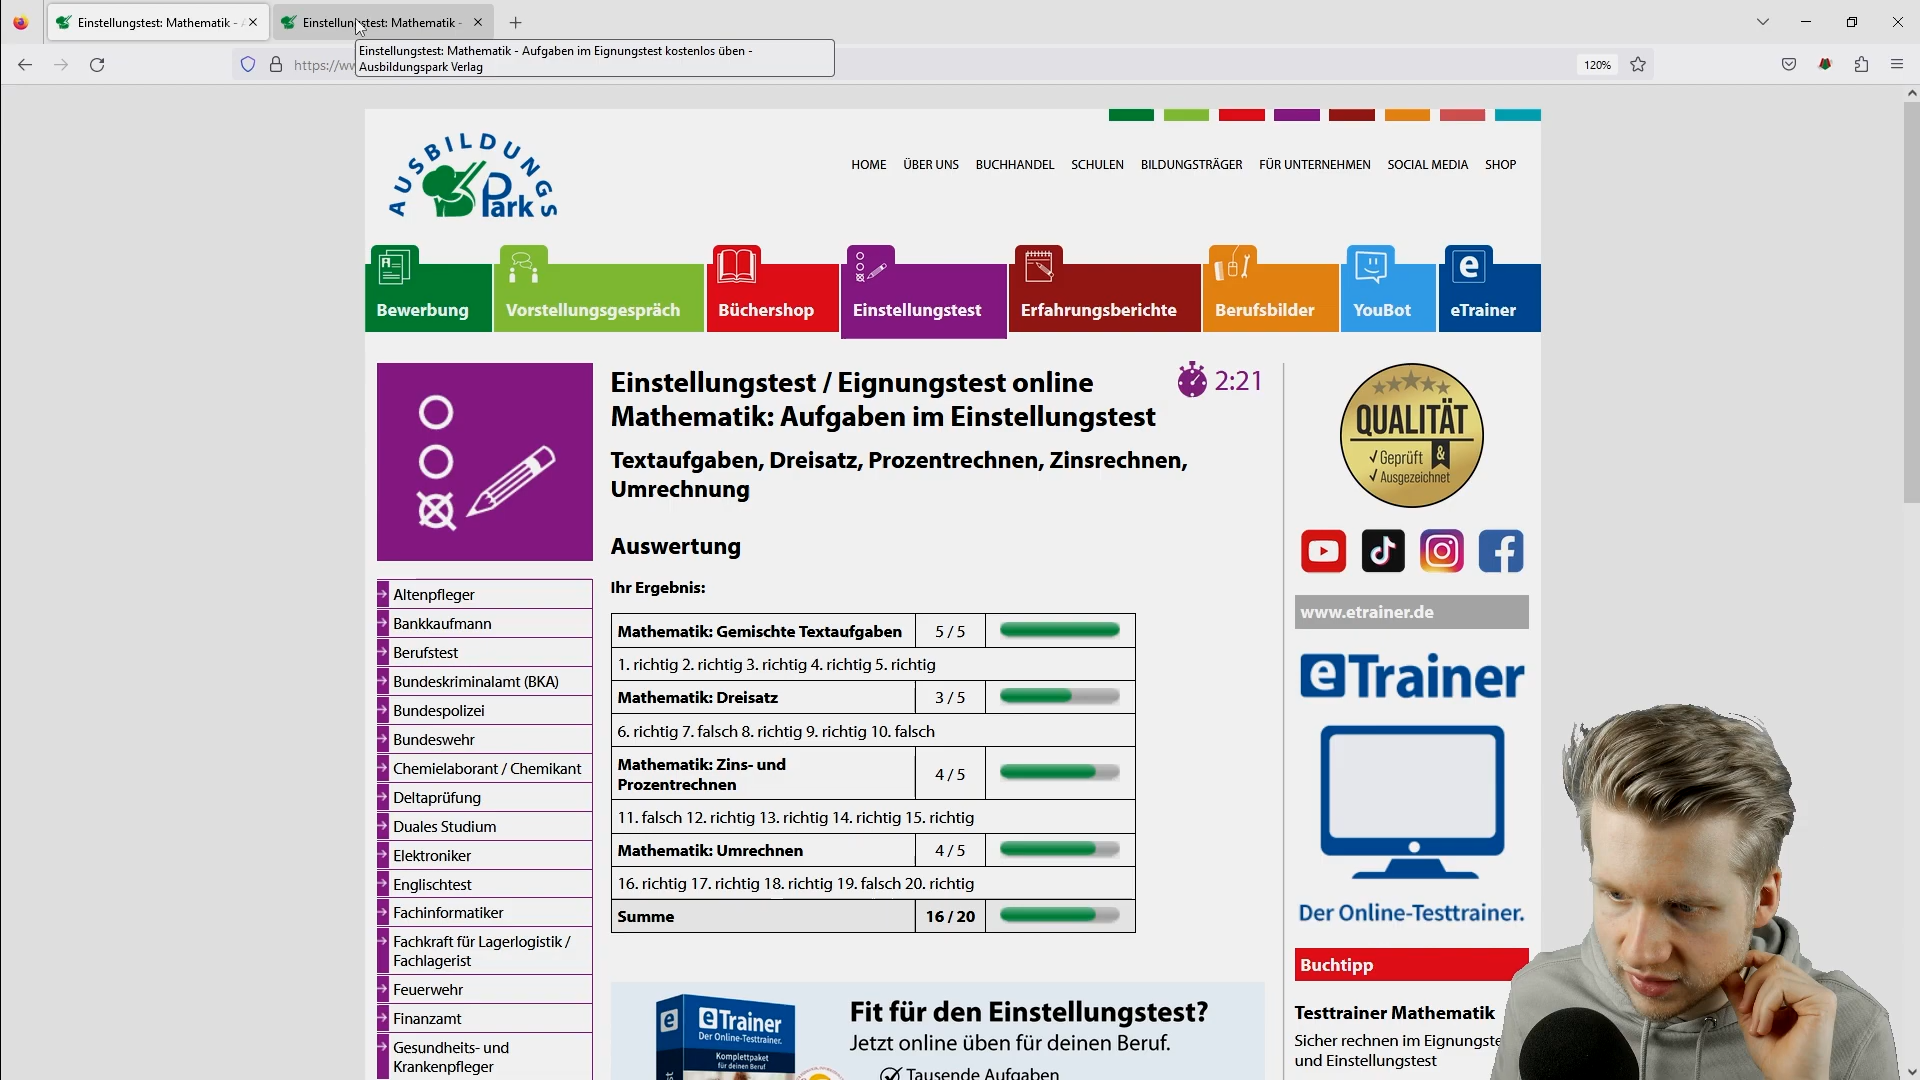 Einstellungstest: Mathematik - A
Einstellungstest: Mathematik -
Einstellungstest: Mathematik - Aufgaben im Eignungstest kostenlos üben -
Ausbildungspark Verlag
https://ww
120%
AUSBILDUNGS
Park
HOME ÜBER UNS BUCHHANDEL SCHULEN BILDUNGSTRÄGER FÜR UNTERNEHMEN SOCIAL MEDIA SHOP
Bewerbung Vorstellungsgespräch Büchershop Einstellungstest Erfahrungsberichte Berufsbilder YouBot eTrainer
Einstellungstest / Eignungstest online
2:21
Mathematik: Aufgaben im Einstellungstest
Textaufgaben, Dreisatz, Prozentrechnen, Zinsrechnen,
Umrechnung
Auswertung
Ihr Ergebnis:
Mathematik: Gemischte Textaufgaben 5 / 5
1. richtig 2. richtig 3. richtig 4. richtig 5. richtig
Mathematik: Dreisatz 3 / 5
6. richtig 7. falsch 8. richtig 9. richtig 10. falsch
Mathematik: Zins- und
Prozentrechnen 4 / 5
11. falsch 12. richtig 13. richtig 14. richtig 15. richtig
Mathematik: Umrechnen 4 / 5
16. richtig 17. richtig 18. richtig 19. falsch 20. richtig
Summe 16 / 20
Altenpfleger
Bankkaufmann
Berufstest
Bundeskriminalamt (BKA)
Bundespolizei
Bundeswehr
Chemielaborant / Chemikant
Deltaprüfung
Duales Studium
Elektroniker
Englischtest
Fachinformatiker
Fachkraft für Lagerlogistik /
Fachlagerist
Feuerwehr
Finanzamt
Gesundheits- und
Krankenpfleger
e eTrainer
Der Online-Testtrainer.
Komplettpaket
für deinen Beruf
Fit für den Einstellungstest?
Jetzt online üben für deinen Beruf.
Tausende Aufgaben
QUALITÄT
&
Geprüft
Ausgezeichnet
www.etrainer.de
eTrainer
Der Online-Testtrainer.
Buchtipp
Testtrainer Mathematik
Sicher rechnen im Eignungste
und Einstellungstest